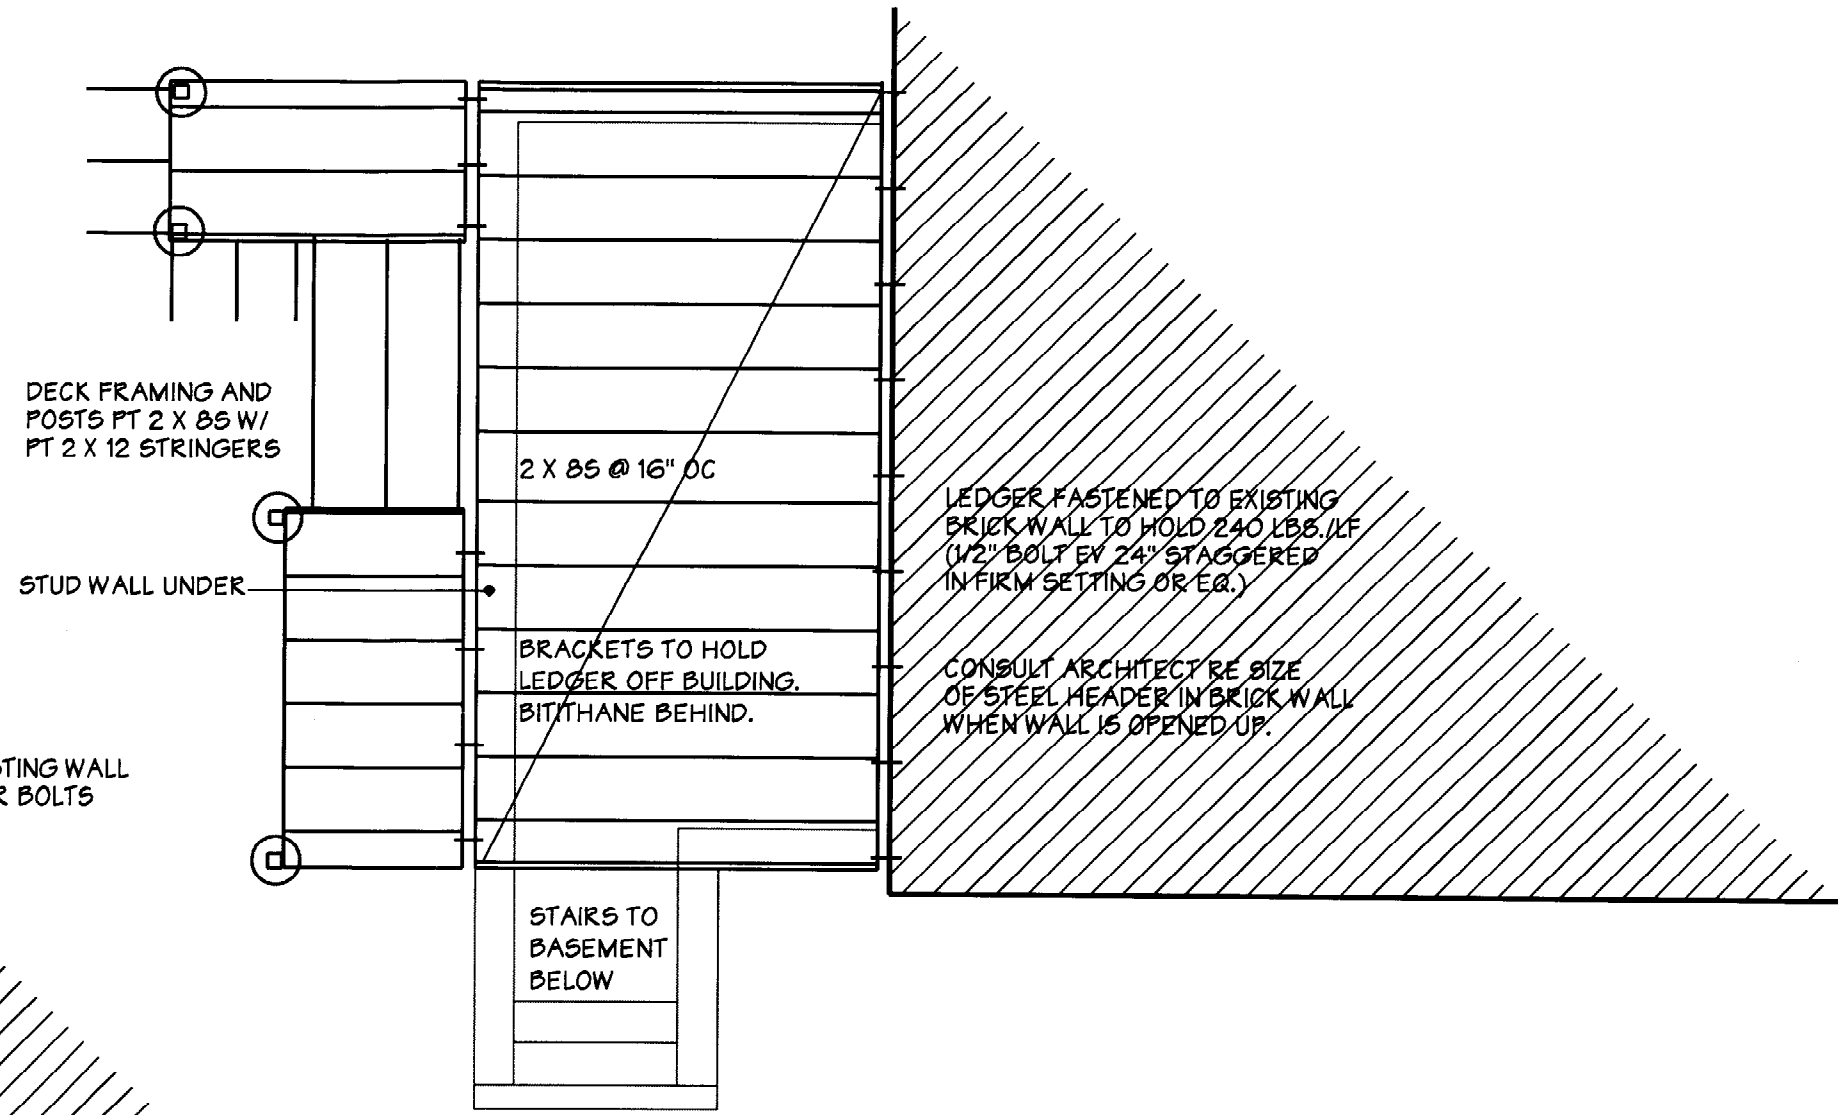 DECK FRAMING AND
POSTS PT 2 X 8S W/
PT 2 X 12 STRINGERS
2 X 8S @ 16" OC
LEDGER FASTENED TO EXISTING
BRICK WALL TO HOLD 240 LBS./LF
(1/2" BOLT EV 24" STAGGERED
IN FIRM SETTING OR EQ.)
STUD WALL UNDER
BRACKETS TO HOLD
LEDGER OFF BUILDING.
BITITHANE BEHIND.
CONSULT ARCHITECT RE SIZE
OF STEEL HEADER IN BRICK WALL
WHEN WALL IS OPENED UP.
STING WALL
R BOLTS
STAIRS TO
BASEMENT
BELOW